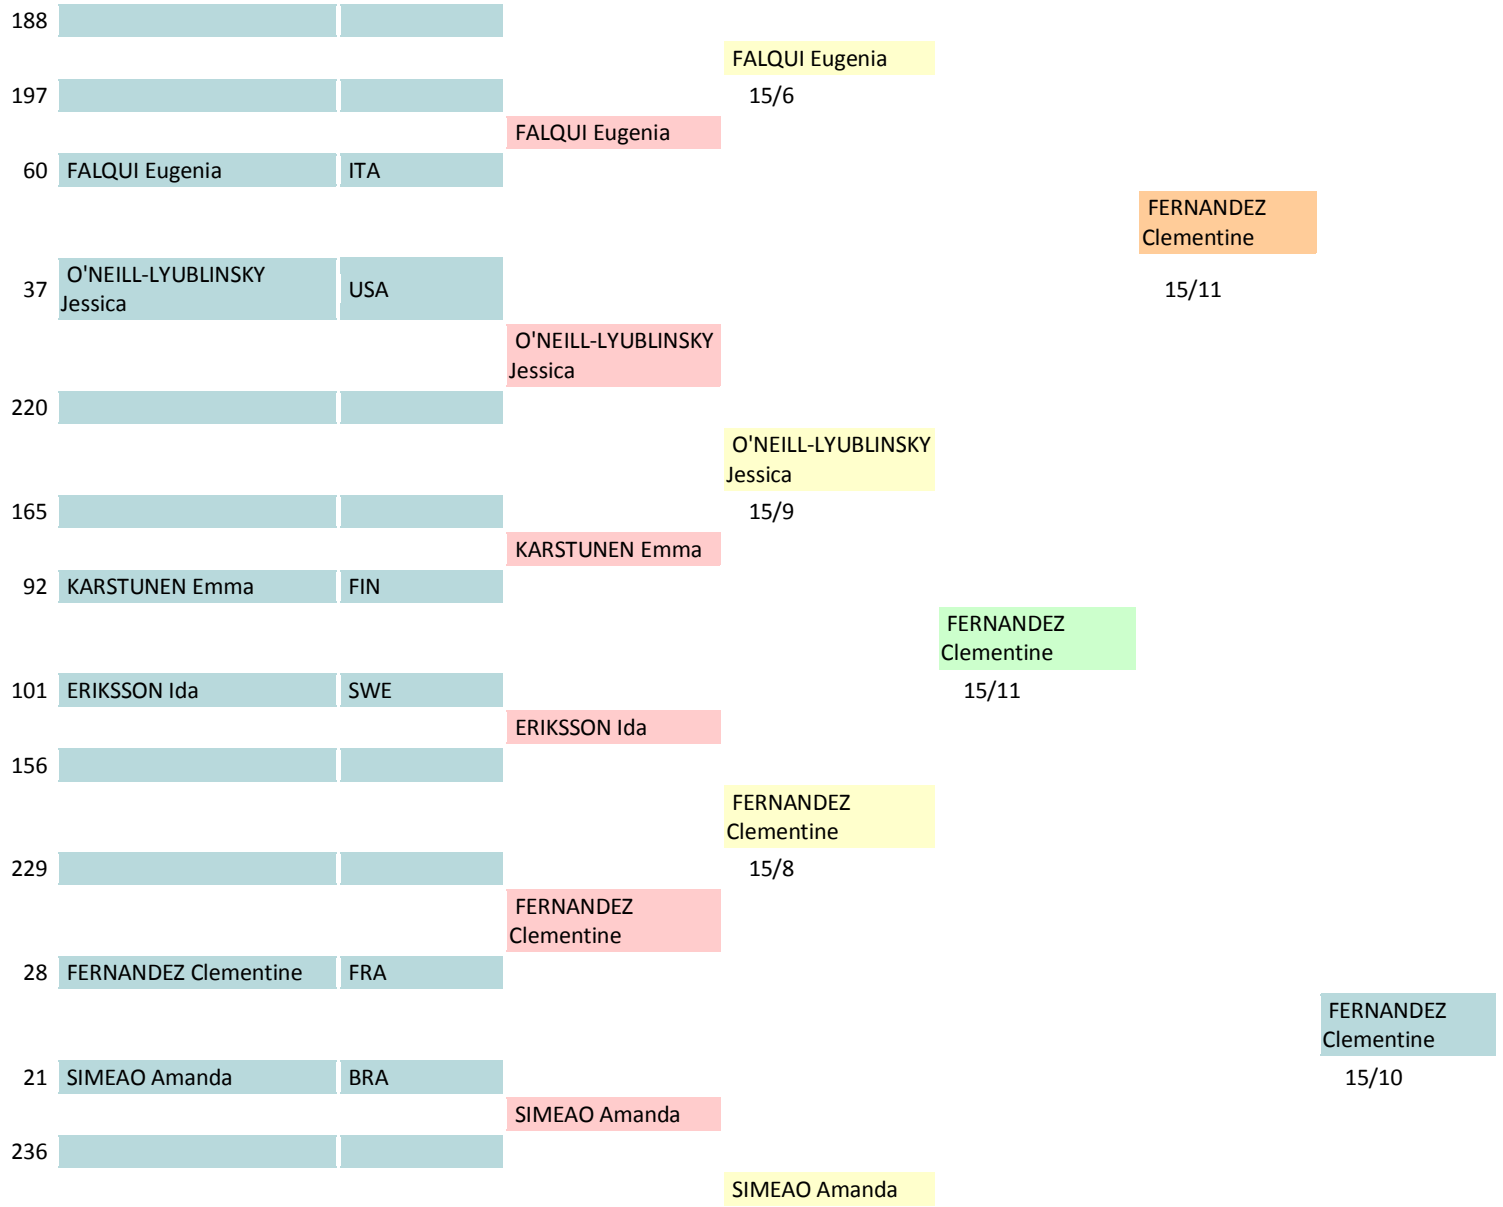 188
FALQUI Eugenia
197 15/6
FALQUI Eugenia
60 FALQUI Eugenia ITA
FERNANDEZ
Clementine
O'NEILL-LYUBLINSKY
37 USA 15/11
Jessica
O'NEILL-LYUBLINSKY
Jessica
220
O'NEILL-LYUBLINSKY
Jessica
165 15/9
KARSTUNEN Emma
92 KARSTUNEN Emma FIN
FERNANDEZ
Clementine
101 ERIKSSON Ida SWE 15/11
ERIKSSON Ida
156
FERNANDEZ
Clementine
229 15/8
FERNANDEZ
Clementine
28 FERNANDEZ Clementine FRA
FERNANDEZ
Clementine
21 SIMEAO Amanda BRA 15/10
SIMEAO Amanda
236
SIMEAO Amanda